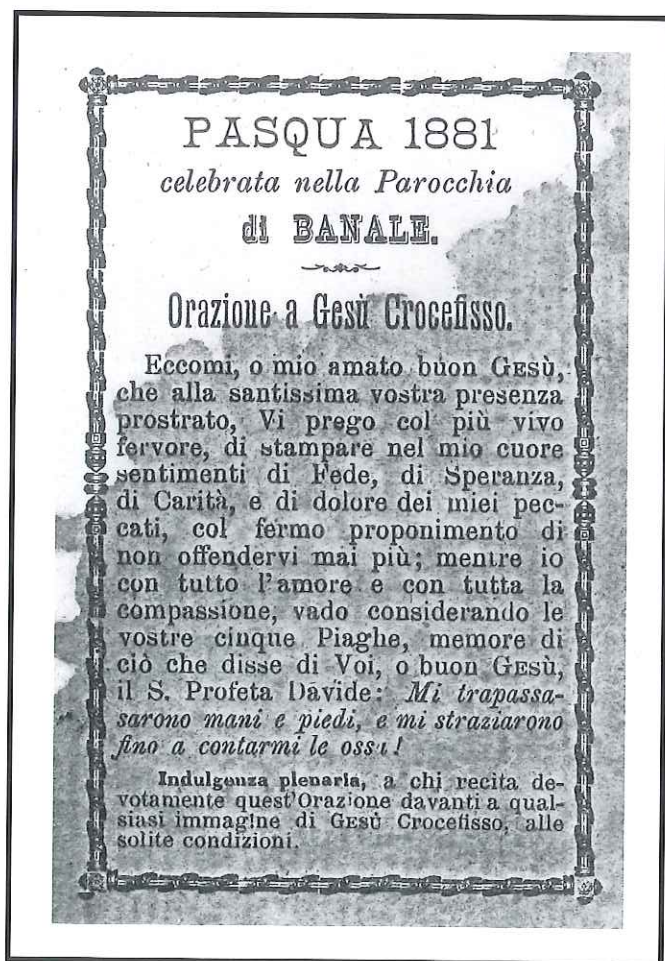 PASQUA 1881
celebrata nella Parocchia
di BANALE.
Orazione a Gesù Crocefisso.
Eccomi, o mio amato buon GESÙ,
che alla santissima vostra presenza
prostrato, Vi prego col più vivo
fervore, di stampare nel mio cuore
sentimenti di Fede, di Speranza,
di Carità, e di dolore dei miei pec-
cati, col fermo proponimento di
non offendervi mai più; mentre io
con tutto l'amore e con tutta la
compassione, vado considerando le
vostre cinque Piaghe, memore di
ciò che disse di Voi, o buon GESÙ,
il S. Profeta Davide: Mi trapassa-
sarono mani e piedi, e mi straziarono
fino a contarmi le ossa!
Indulgenza plenaria, a chi recita de-
votamente quest'Orazione davanti a qual-
siasi immagine di GESÙ Crocefisso, alle
solite condizioni.